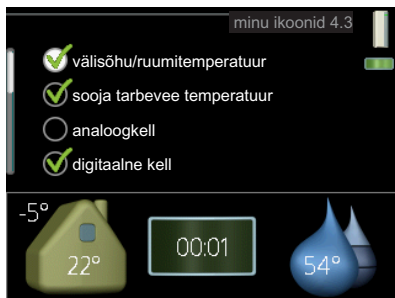 minu ikoonid 4.3
välisõhu/ruumitemperatuur
sooja tarbevee temperatuur
analoogkell
digitaalne kell
-5°
22°
00:01
54°